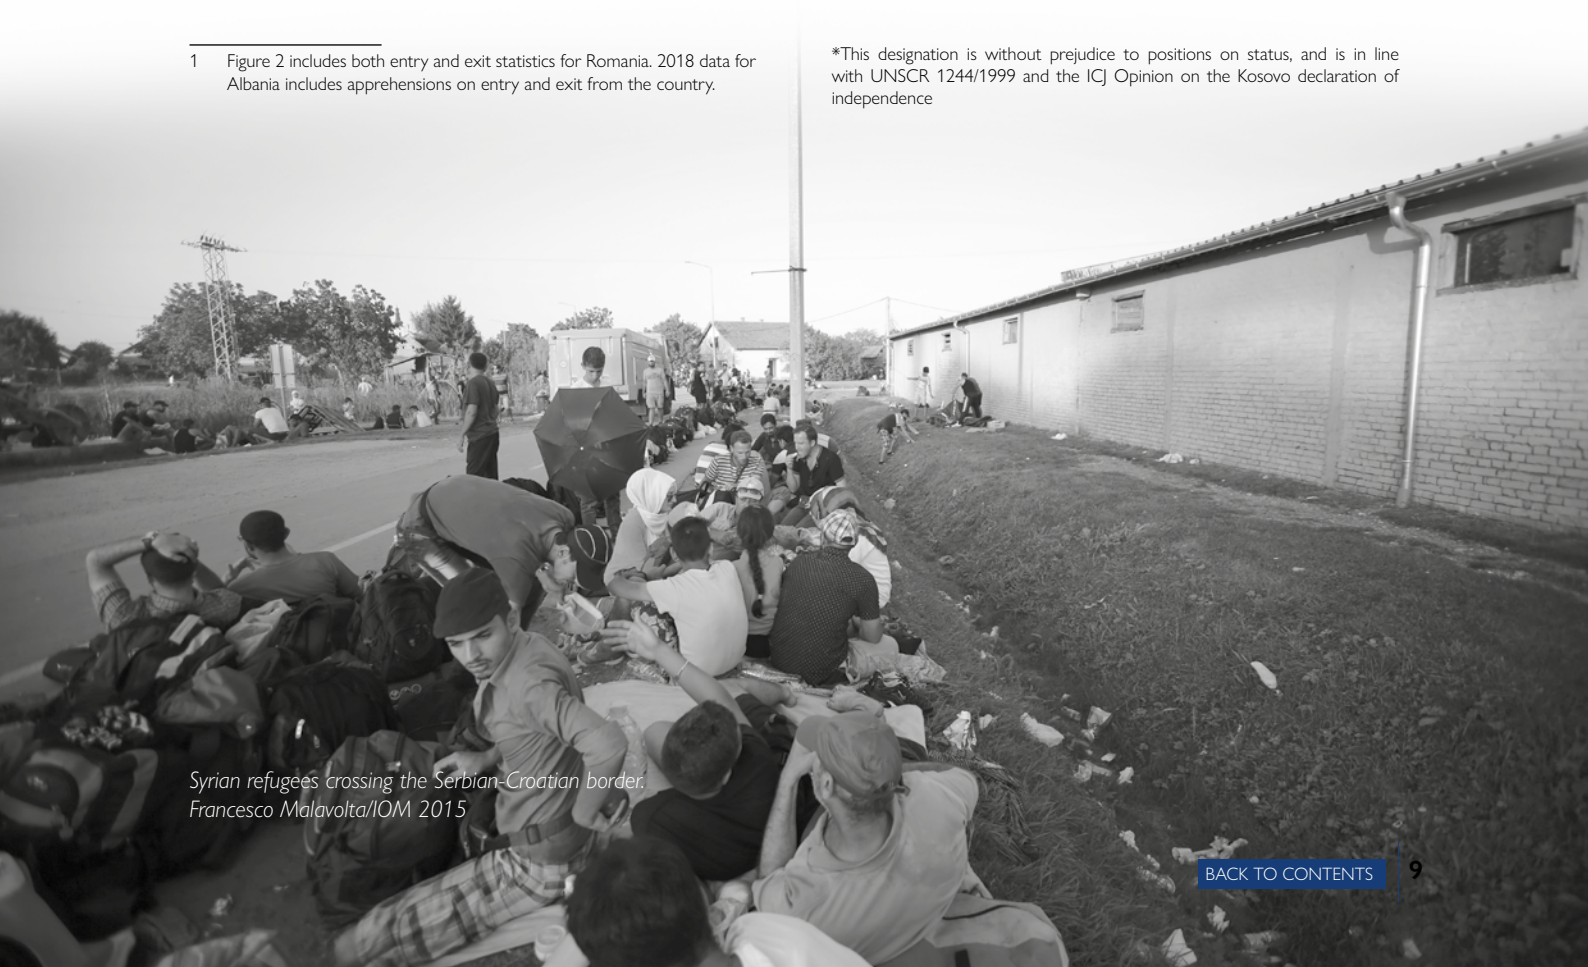 1 Figure 2 includes both entry and exit statistics for Romania. 2018 data for
Albania includes apprehensions on entry and exit from the country.
*This designation is without prejudice to positions on status, and is in line
with UNSCR 1244/1999 and the ICJ Opinion on the Kosovo declaration of
independence
Syrian refugees crossing the Serbian-Croatian border.
Francesco Malavolta/IOM 2015
BACK TO CONTENTS
9